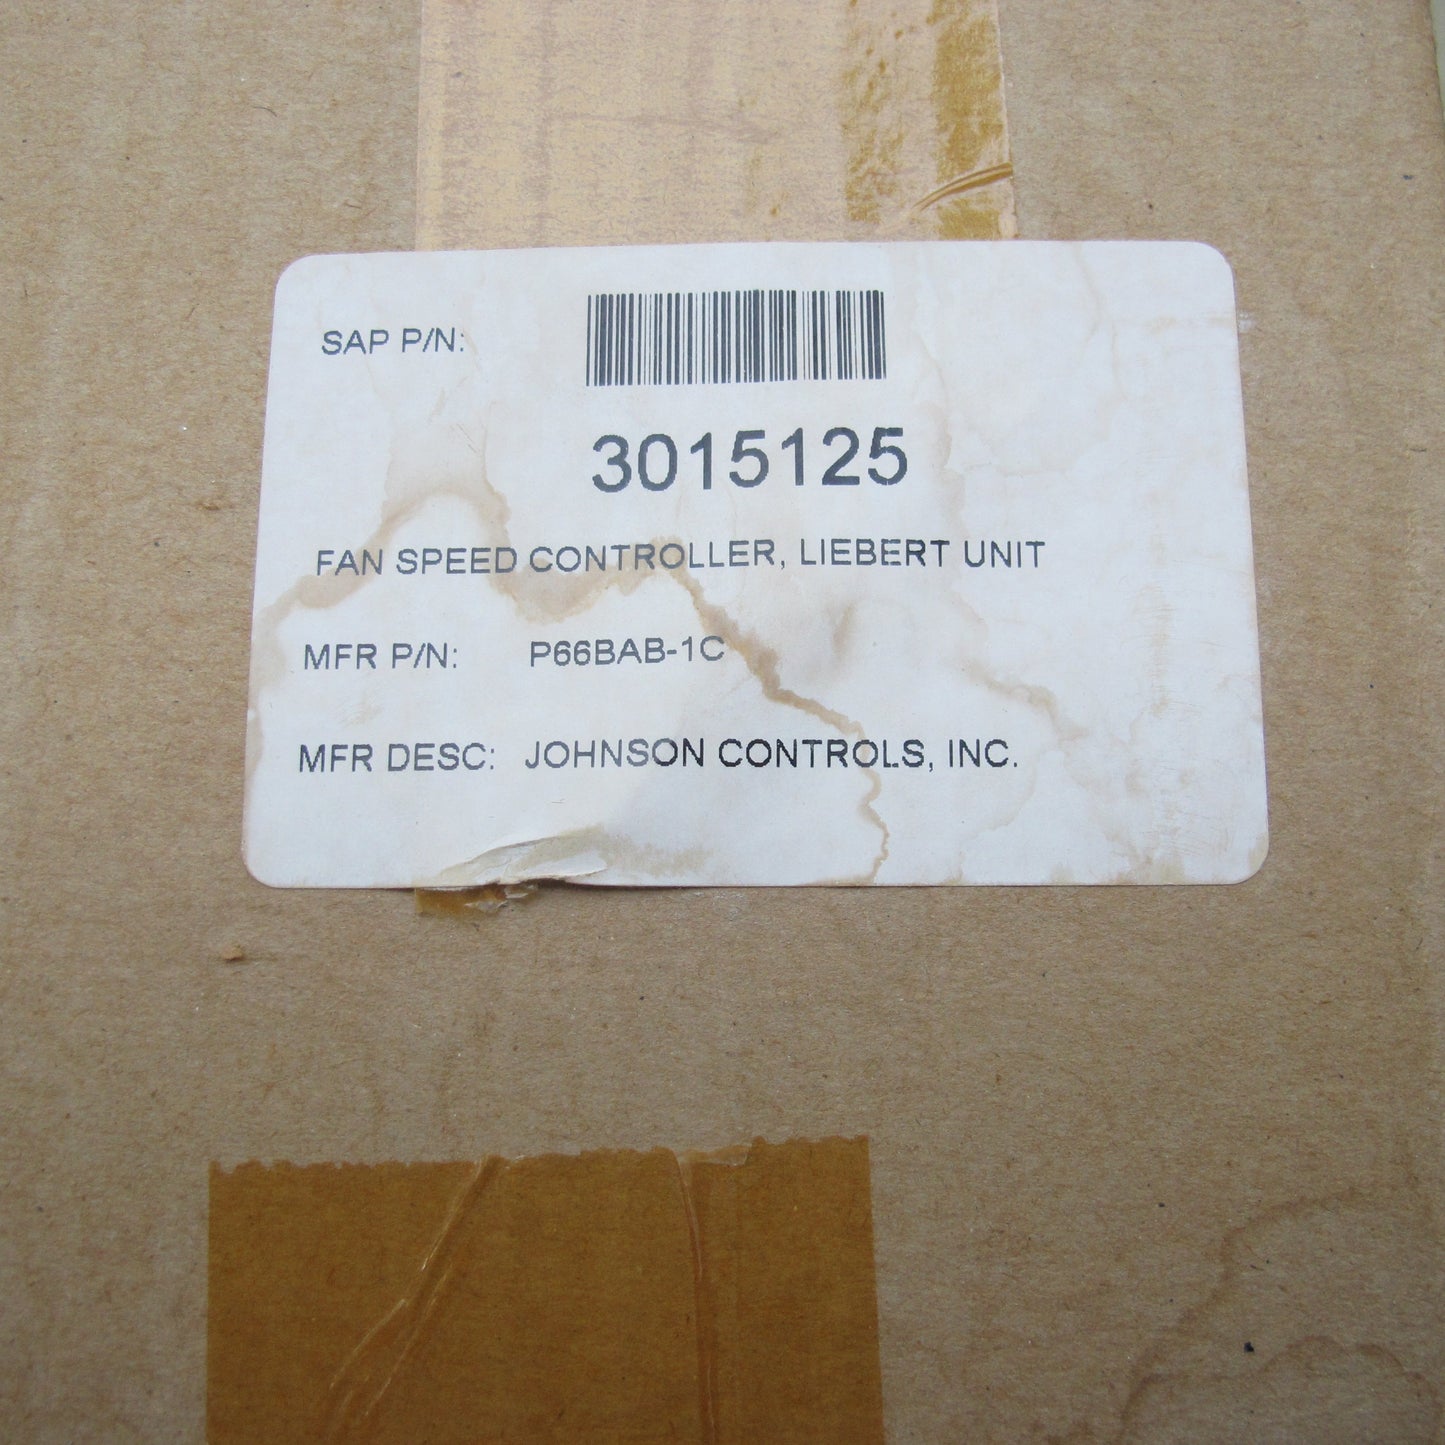 SAP P/N:
3015125
FAN SPEED CONTROLLER, LIEBERT UNIT
MFR P/N: P66BAB-1C
MFR DESC: JOHNSON CONTROLS, INC.